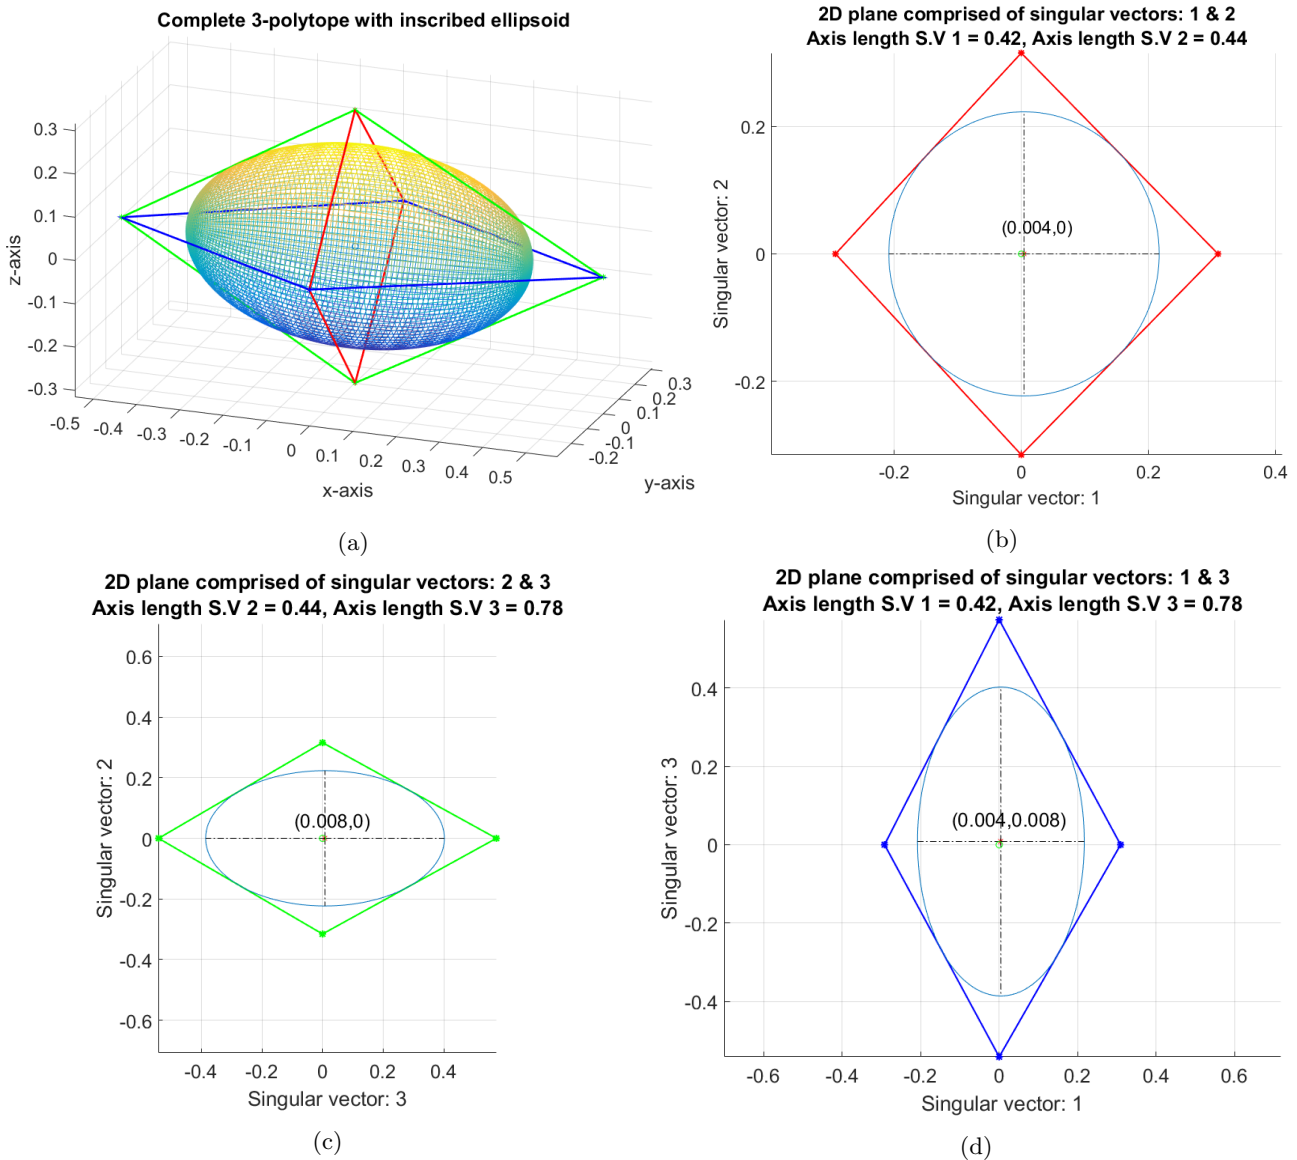 Complete 3-polytope with inscribed ellipsoid
0.3
0.2
0.1
0
-0.1
-0.2
-0.3
z-axis
-0.5 -0.4 -0.3 -0.2 -0.1 0 0.1 0.2 0.3 0.4 0.5
x-axis
0.3
0.2
0.1
0
-0.1
-0.2
y-axis
(a)
2D plane comprised of singular vectors: 1 & 2
Axis length S.V 1 = 0.42, Axis length S.V 2 = 0.44
0.2
0
-0.2
Singular vector: 2
(0.004,0)
-0.2 0 0.2 0.4
Singular vector: 1
(b)
2D plane comprised of singular vectors: 2 & 3
Axis length S.V 2 = 0.44, Axis length S.V 3 = 0.78
0.6
0.4
0.2
0
-0.2
-0.4
-0.6
Singular vector: 2
(0.008,0)
-0.4 -0.2 0 0.2 0.4
Singular vector: 3
(c)
2D plane comprised of singular vectors: 1 & 3
Axis length S.V 1 = 0.42, Axis length S.V 3 = 0.78
0.4
0.2
0
-0.2
-0.4
Singular vector: 3
(0.004,0.008)
-0.6 -0.4 -0.2 0 0.2 0.4 0.6
Singular vector: 1
(d)